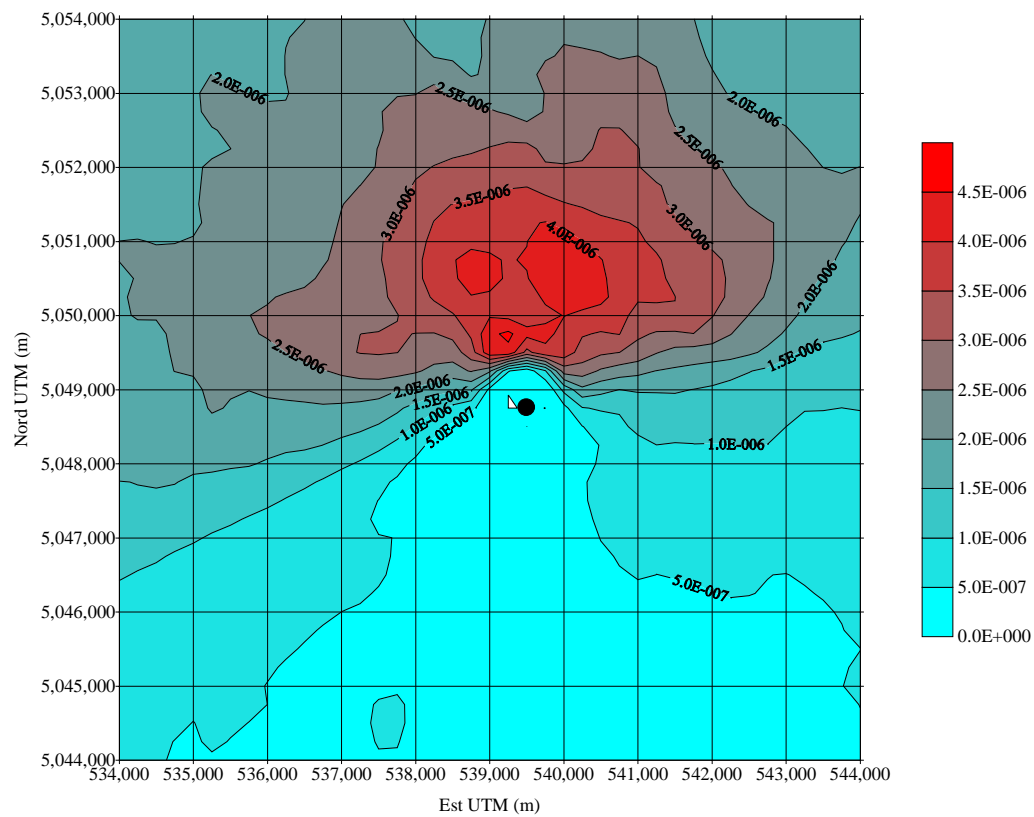 5,054,000
5,053,000
5,052,000
5,051,000
5,050,000
5,049,000
5,048,000
5,047,000
5,046,000
5,045,000
5,044,000
Nord UTM (m)
534,000 535,000 536,000 537,000 538,000 539,000 540,000 541,000 542,000 543,000 544,000
Est UTM (m)
2.0E-006
2.5E-006
2.0E-006
2.5E-006
3.0E-006
3.5E-006
4.0E-006
3.0E-006
2.0E-006
2.5E-006
1.5E-006
2.0E-006
1.5E-006
1.0E-006
5.0E-007
1.0E-006
5.0E-007
4.5E-006
4.0E-006
3.5E-006
3.0E-006
2.5E-006
2.0E-006
1.5E-006
1.0E-006
5.0E-007
0.0E+000